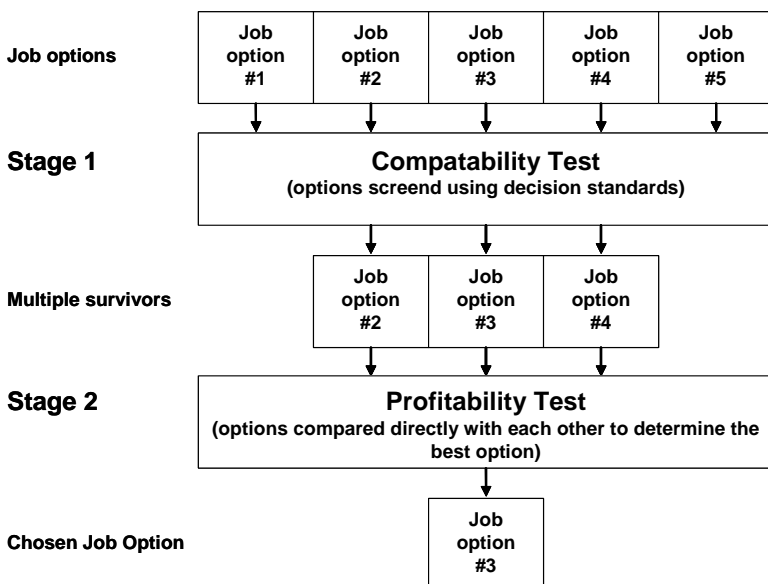 Job options
Job
option
#1
Job
option
#2
Job
option
#3
Job
option
#4
Job
option
#5
Stage 1
Compatability Test
(options screend using decision standards)
Multiple survivors
Job
option
#2
Job
option
#3
Job
option
#4
Stage 2
Profitability Test
(options compared directly with each other to determine the
best option)
Chosen Job Option
Job
option
#3